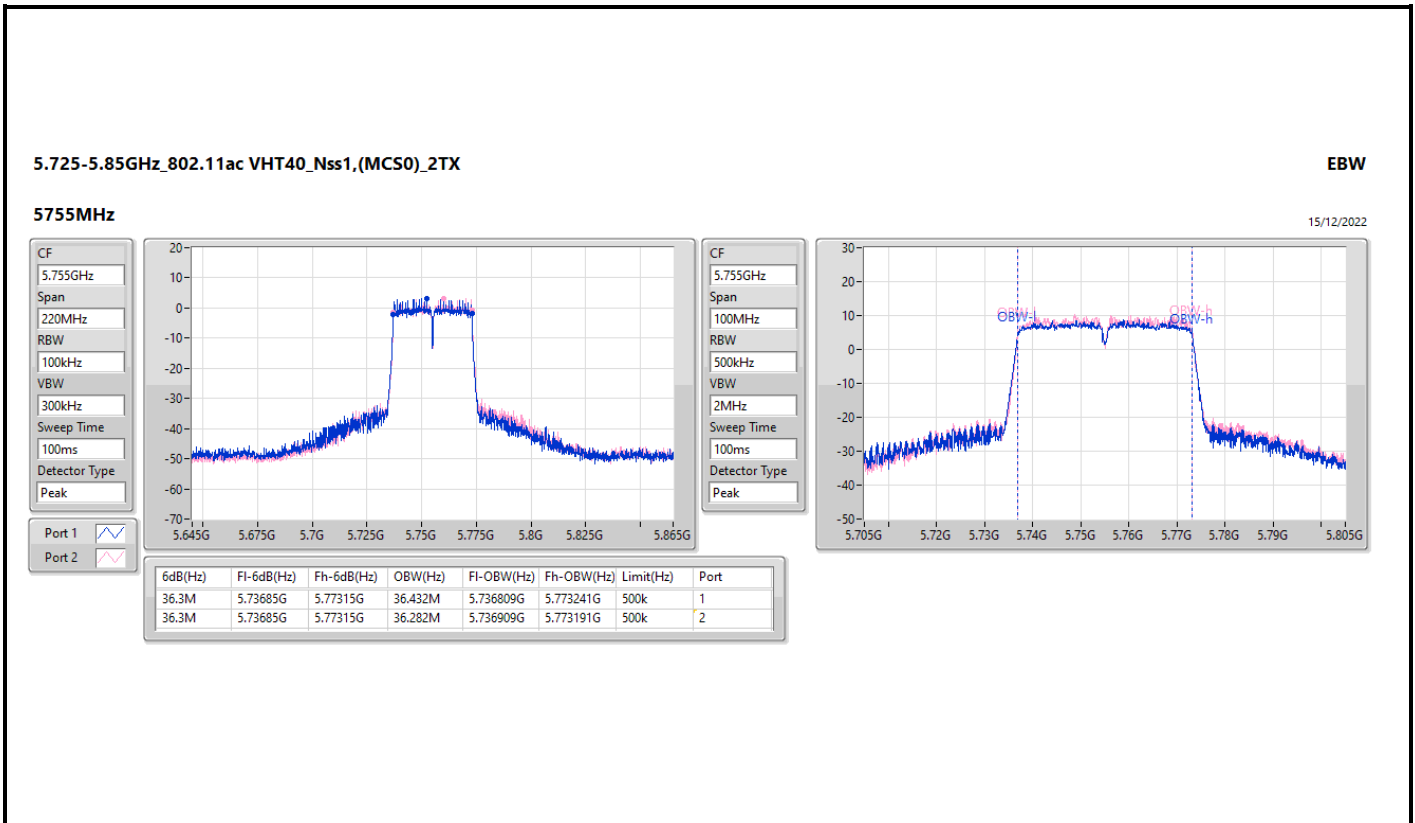 5.725-5.85GHz_802.11ac VHT40_Nss1,(MCS0)_2TX
EBW
5755MHz
15/12/2022
CF
5.755GHz
Span
220MHz
RBW
100kHz
VBW
300kHz
Sweep Time
100ms
Detector Type
Peak
Port 1
Port 2
20
10
0
-10
-20
-30
-40
-50
-60
-70
5.645G 5.675G 5.7G 5.725G 5.75G 5.775G 5.8G 5.825G 5.865G
CF
5.755GHz
Span
100MHz
RBW
500kHz
VBW
2MHz
Sweep Time
100ms
Detector Type
Peak
30
20
10
0
-10
-20
-30
-40
-50
OBW-l OBW-h
OBW-h
5.705G 5.72G 5.73G 5.74G 5.75G 5.76G 5.77G 5.78G 5.79G 5.805G
6dB(Hz) Fl-6dB(Hz) Fh-6dB(Hz) OBW(Hz) Fl-OBW(Hz) Fh-OBW(Hz) Limit(Hz) Port
36.3M 5.73685G 5.77315G 36.432M 5.736809G 5.773241G 500k 1
36.3M 5.73685G 5.77315G 36.282M 5.736909G 5.773191G 500k 2